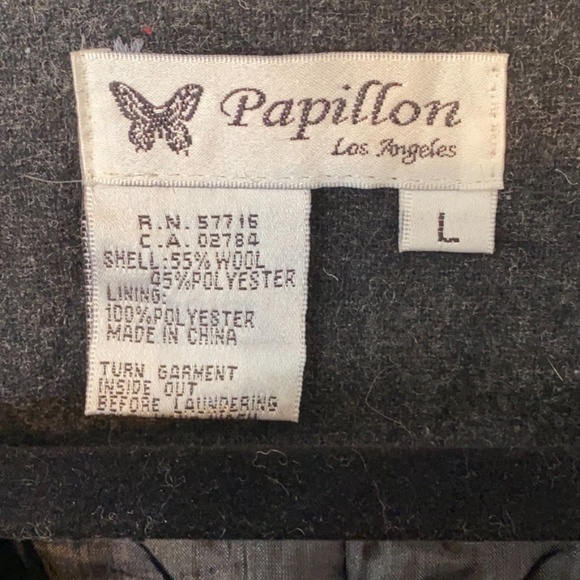 Papillon
Los Angeles
L
R.N. 57716
C.A. 02784
SHELL:55% WOOL
45%POLYESTER
LINING:
100%POLYESTER
MADE IN CHINA
TURN GARMENT
INSIDE OUT
BEFORE LAUNDERING